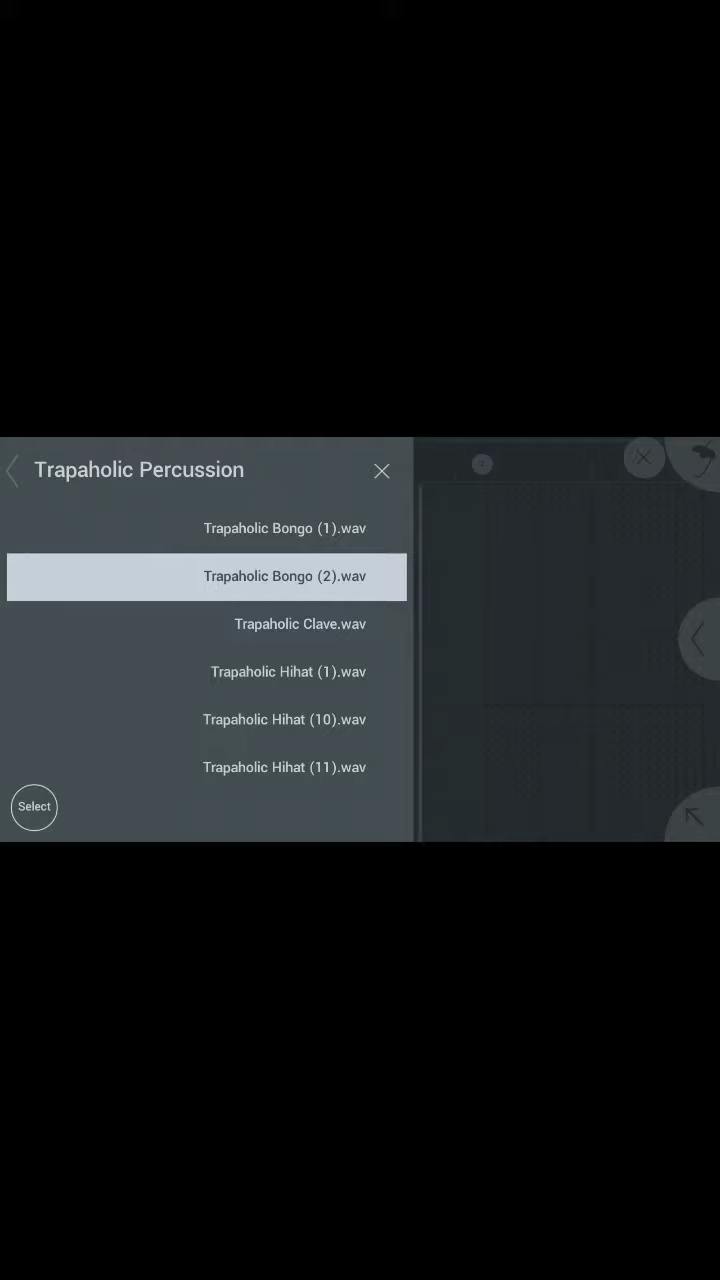 Trapaholic Percussion
Trapaholic Bongo (1).wav
Trapaholic Bongo (2).wav
Trapaholic Clave.wav
Trapaholic Hihat (1).wav
Trapaholic Hihat (10).wav
Trapaholic Hihat (11).wav
Select